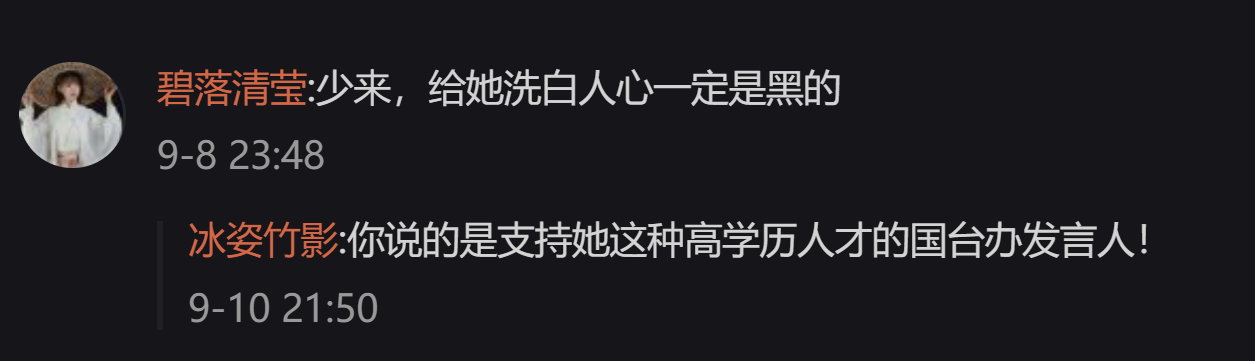 碧落清莹:少来，给她洗白人心一定是黑的
9-8 23:48
冰姿竹影:你说的是支持她这种高学历人才的国台办发言人！
9-10 21:50